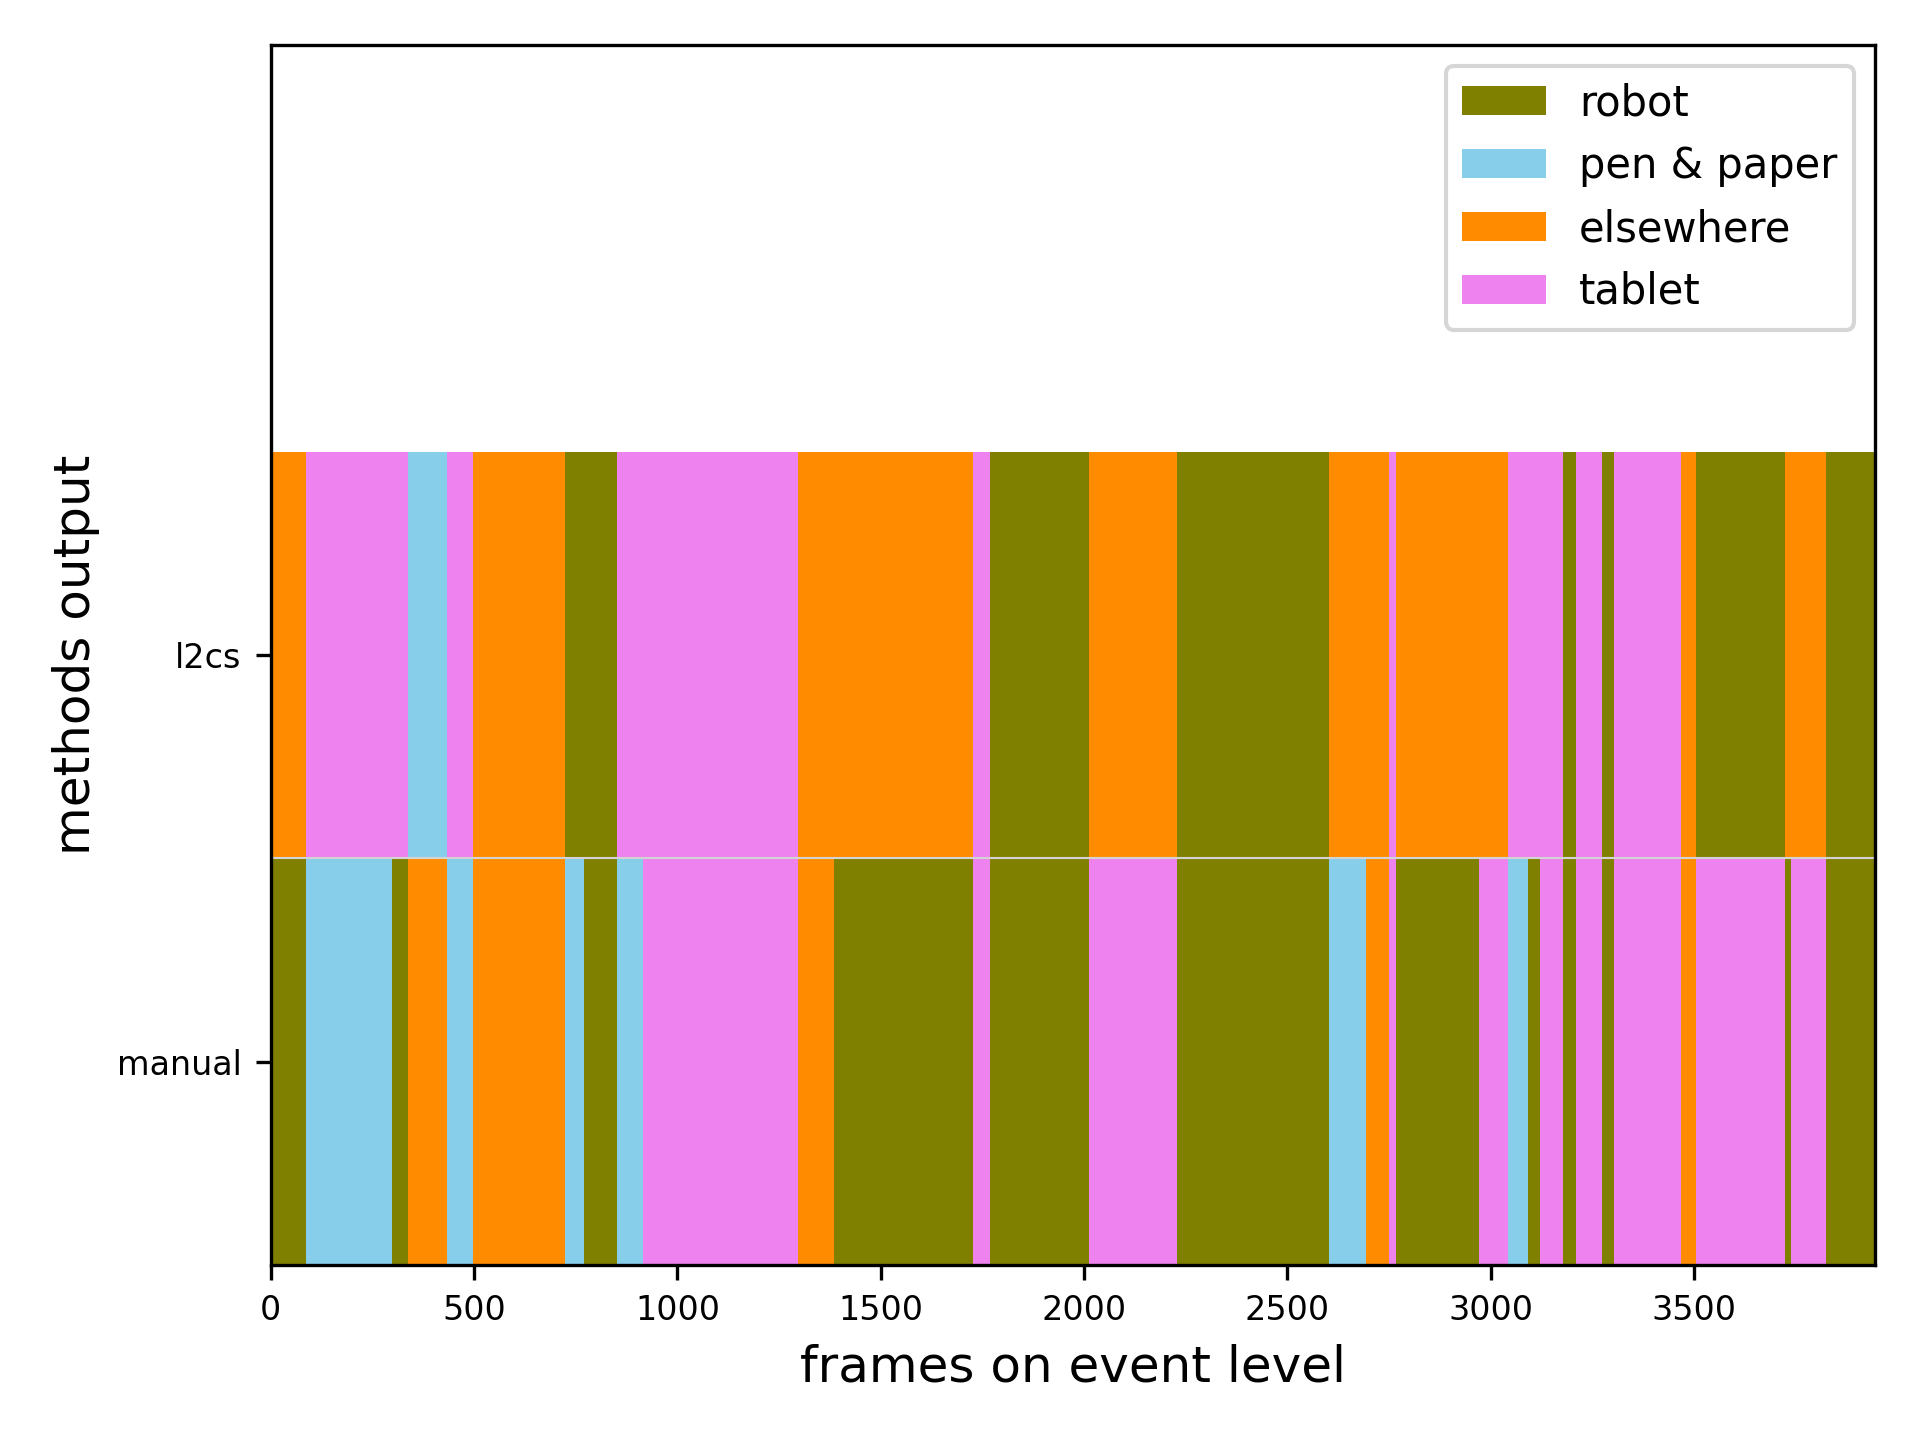 robot
pen & paper
elsewhere
tablet
methods output
l2cs
manual
0 500 1000 1500 2000 2500 3000 3500
frames on event level